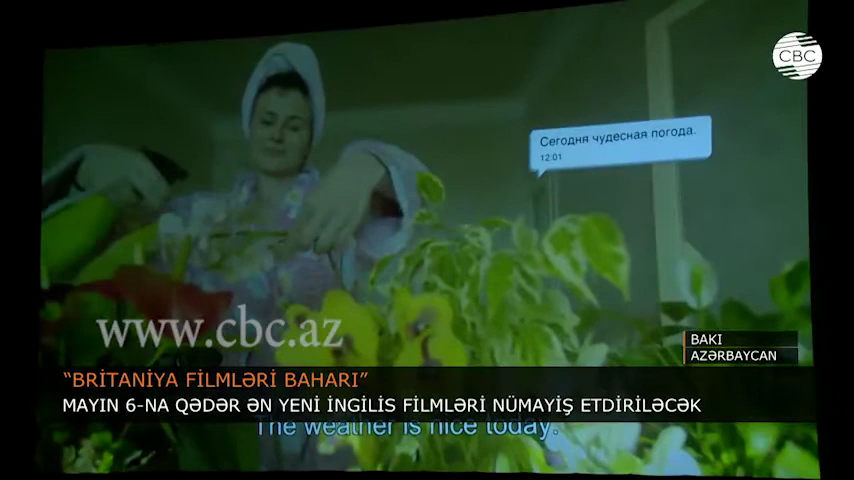 CBC
Сегодня чудесная погода.
12:01
www.cbc.az
BAKI
AZƏRBAYCAN
“BRİTANİYA FİLMLƏRİ BAHARI”
MAYIN 6-NA QƏDƏR ƏN YENİ İNGİLİS FİLMLƏRİ NÜMAYİŞ ETDİRİLƏCƏK
The weather is nice today.